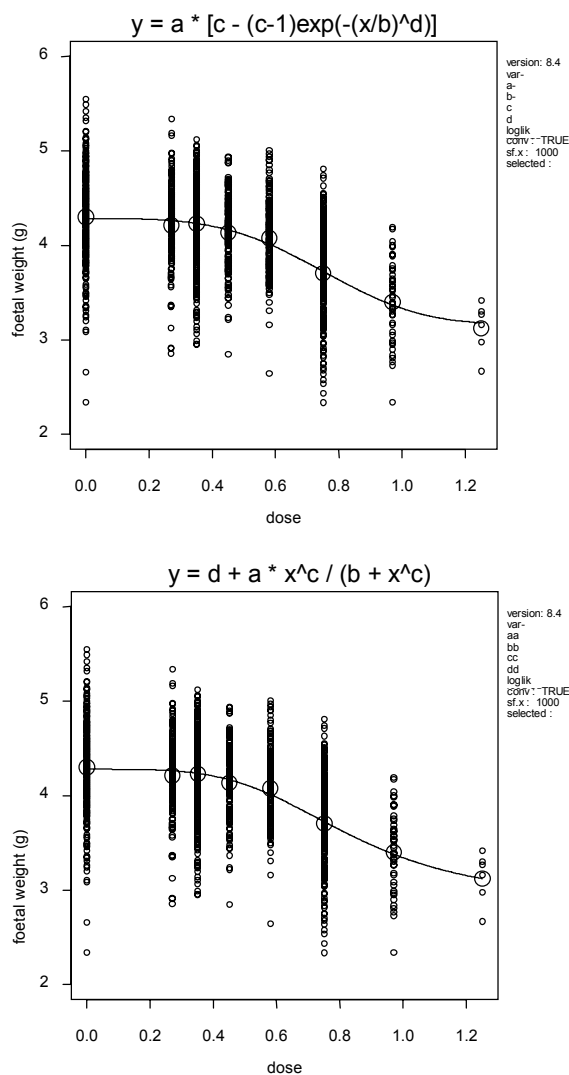 y = a * [c - (c-1)exp(-(x/b)^d)]
6
5
4
3
2
foetal weight (g)
0.0 0.2 0.4 0.6 0.8 1.0 1.2
dose
version: 8.4
var-
a-
b-
c
d
loglik
conv : TRUE
sf.x : 1000
selected :
y = d + a * x^c / (b + x^c)
6
5
4
3
2
foetal weight (g)
0.0 0.2 0.4 0.6 0.8 1.0 1.2
dose
version: 8.4
var-
aa
bb
cc
dd
loglik
conv : TRUE
sf.x : 1000
selected :